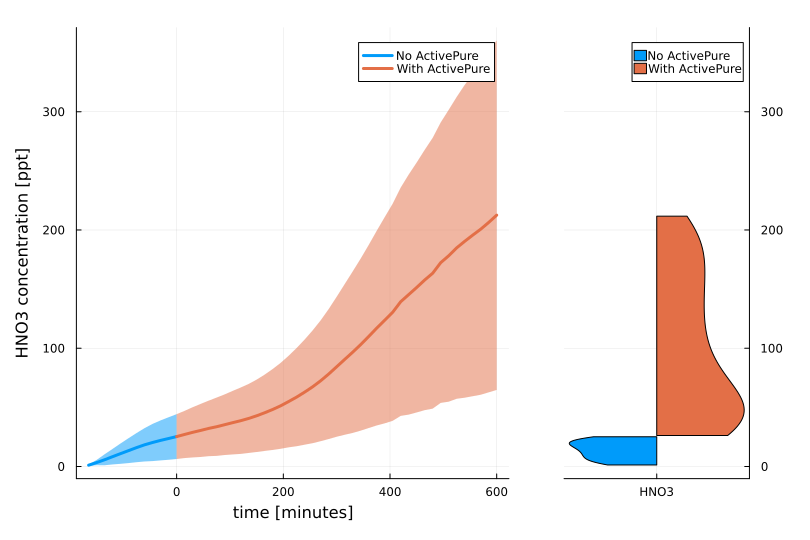 HNO3 concentration [ppt]
300
200
100
0
0
200
400
600
time [minutes]
No ActivePure
With ActivePure
No ActivePure
With ActivePure
300
200
100
0
HNO3